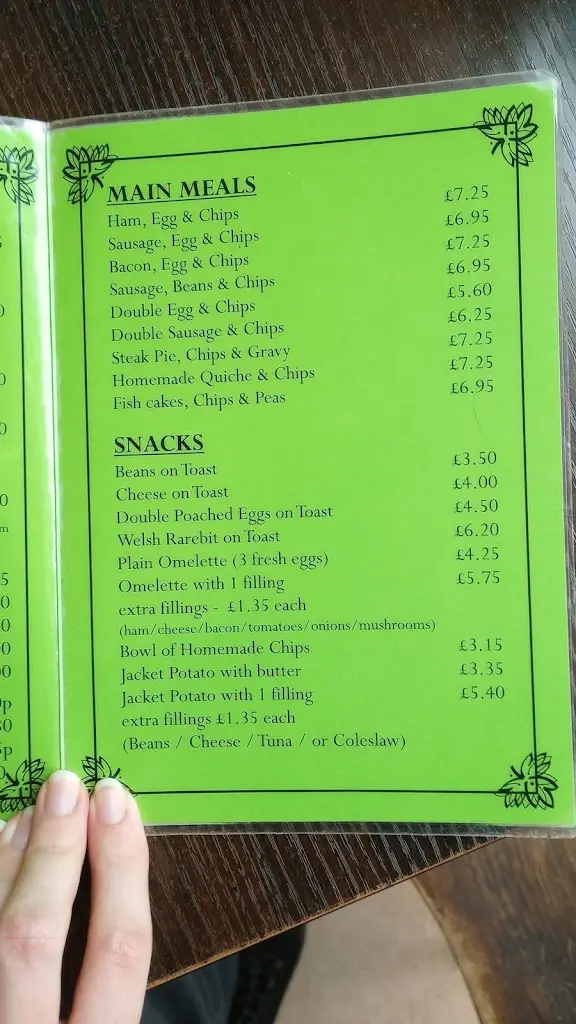 MAIN MEALS
Ham, Egg & Chips £7.25
Sausage, Egg & Chips £6.95
Bacon, Egg & Chips £7.25
Sausage, Beans & Chips £6.95
Double Egg & Chips £5.60
Double Sausage & Chips £6.25
Steak Pie, Chips & Gravy £7.25
Homemade Quiche & Chips £7.25
Fish cakes, Chips & Peas £6.95
SNACKS
Beans on Toast £3.50
Cheese on Toast £4.00
Double Poached Eggs on Toast £4.50
Welsh Rarebit on Toast £6.20
Plain Omelette (3 fresh eggs) £4.25
Omelette with 1 filling £5.75
extra fillings - £1.35 each
(ham/cheese/bacon/tomatoes/onions/mushrooms)
Bowl of Homemade Chips £3.15
Jacket Potato with butter £3.35
Jacket Potato with 1 filling £5.40
extra fillings £1.35 each
(Beans / Cheese / Tuna / or Coleslaw)